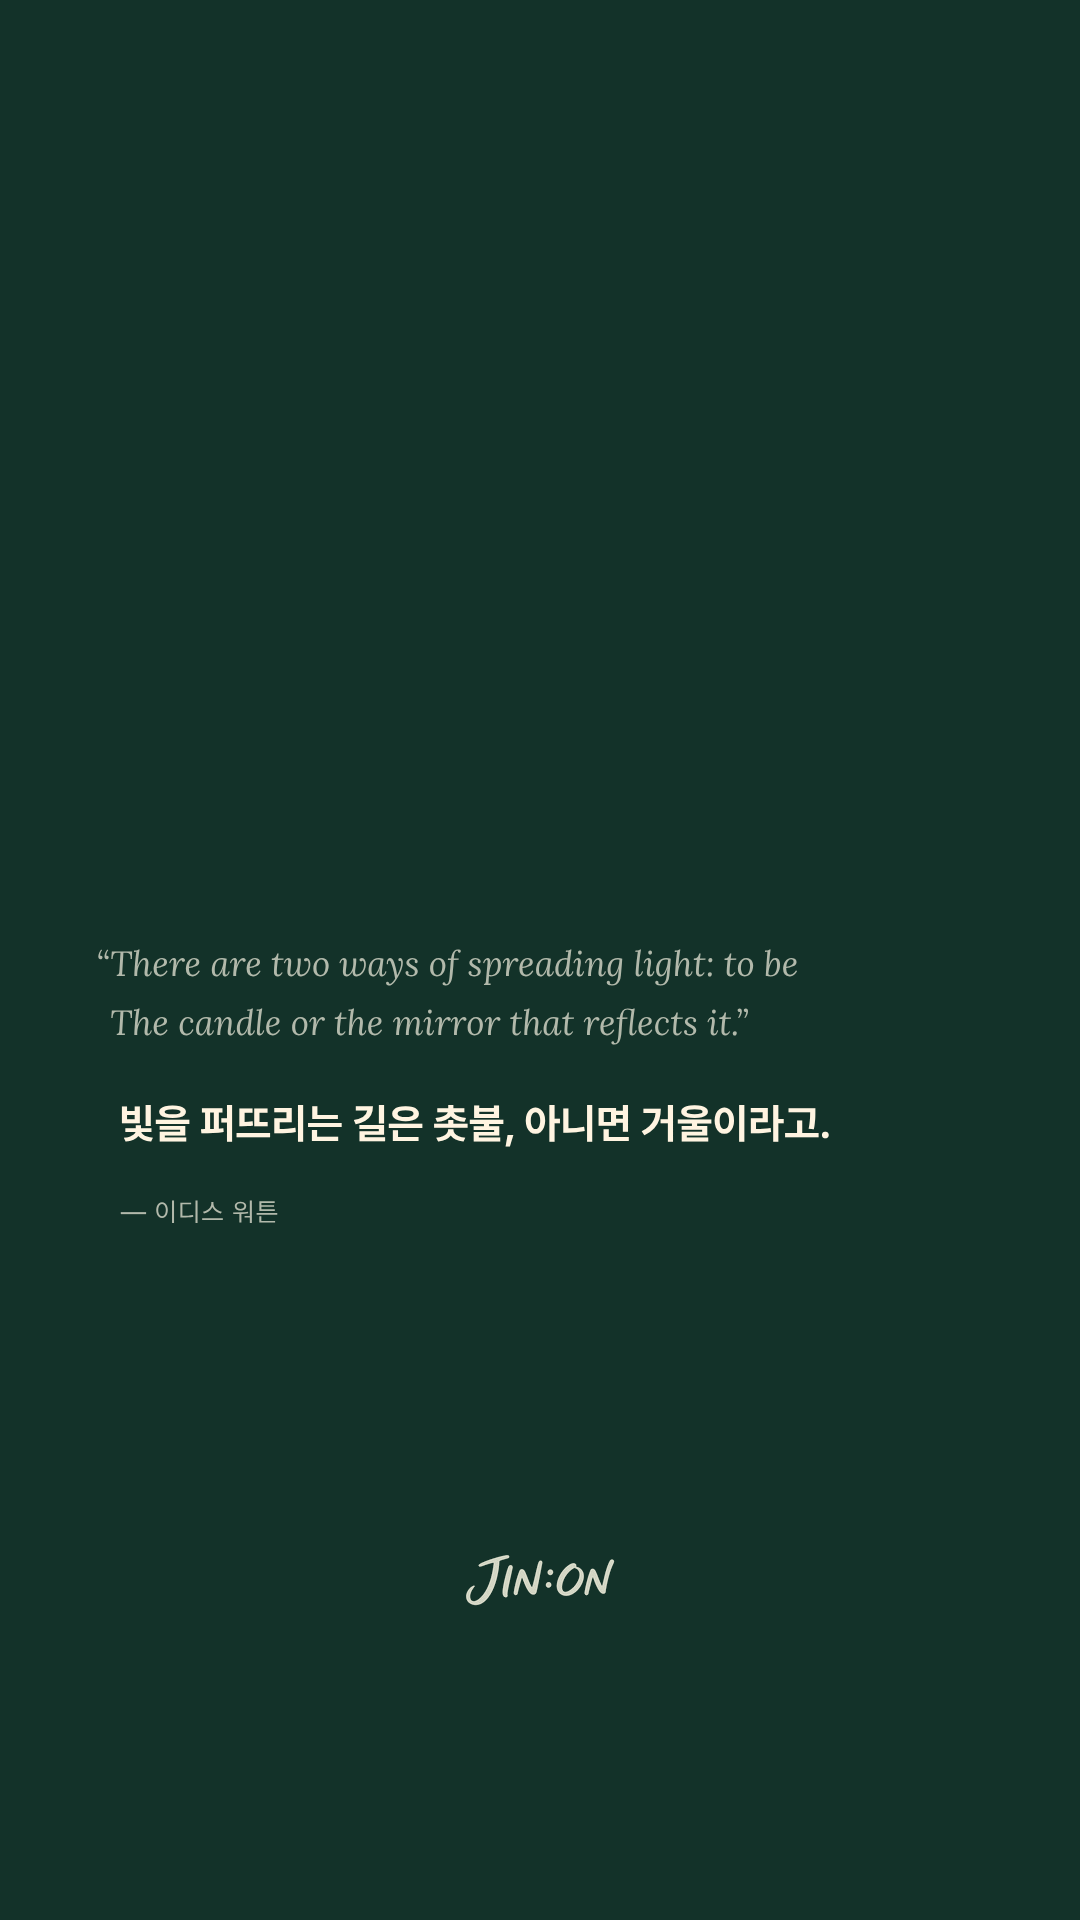 “There are two ways of spreading light: to be
The candle or the mirror that reflects it.”
빛을 퍼뜨리는 길은 촛불, 아니면 거울이라고.
— 이디스 워튼
JIN:ON